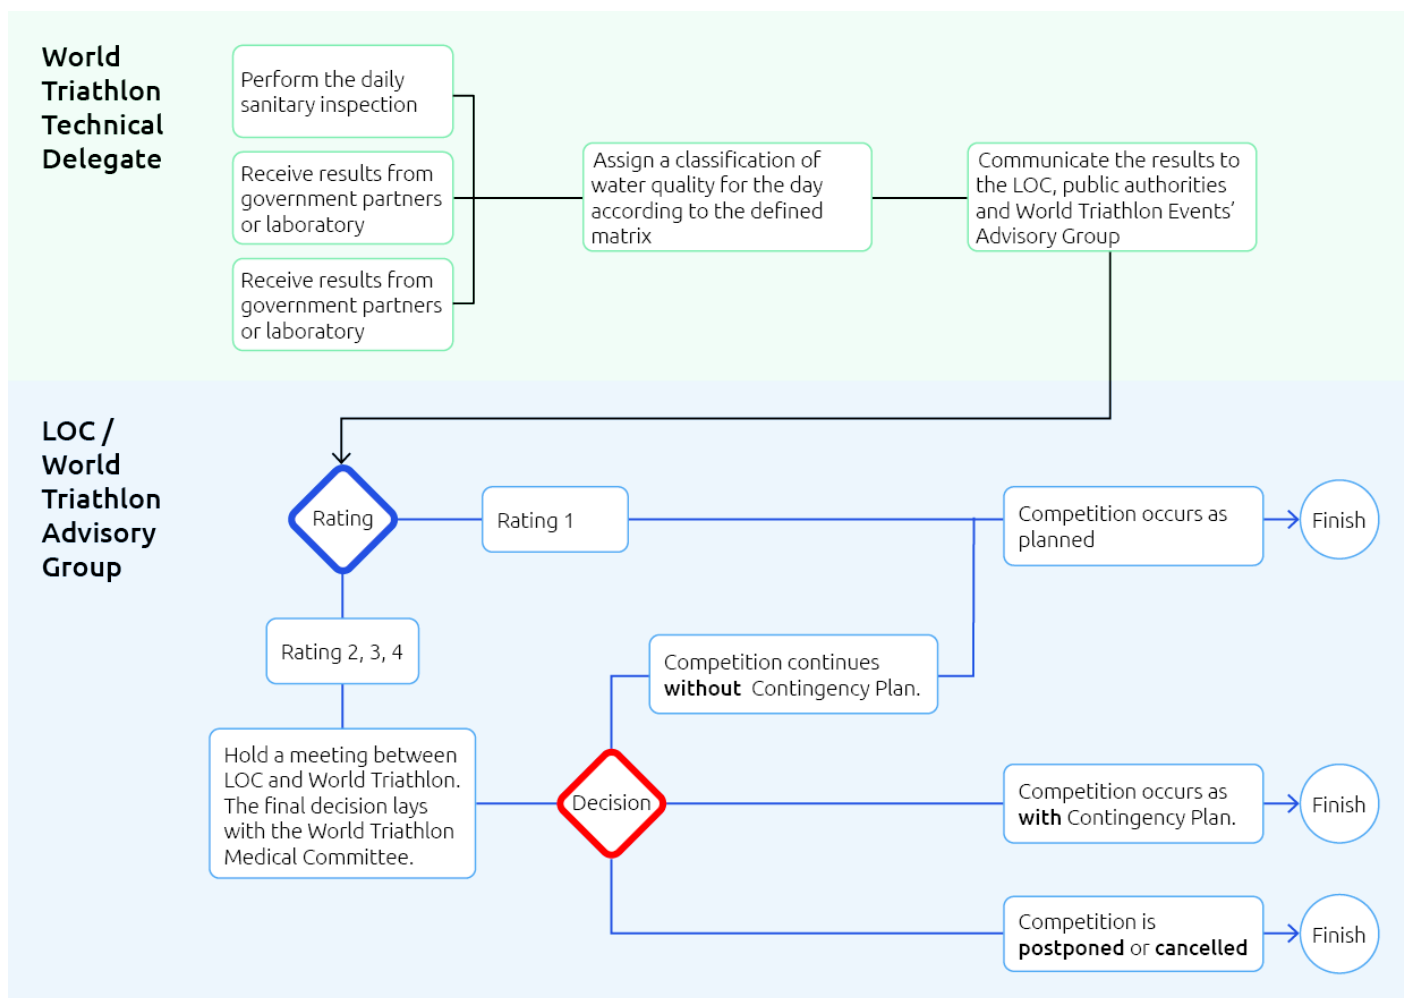 World
Triathlon
Technical
Delegate
Perform the daily
sanitary inspection
Receive results from
government partners
or laboratory
Receive results from
government partners
or laboratory
Assign a classification of
water quality for the day
according to the defined
matrix
Communicate the results to
the LOC, public authorities
and World Triathlon Events’
Advisory Group
LOC /
World
Triathlon
Advisory
Group
Rating
Rating 1
Competition occurs as
planned
Finish
Rating 2, 3, 4
Competition continues
without Contingency Plan.
Hold a meeting between
LOC and World Triathlon.
The final decision lays
with the World Triathlon
Medical Committee.
Decision
Competition occurs as
with Contingency Plan.
Finish
Competition is
postponed or cancelled
Finish